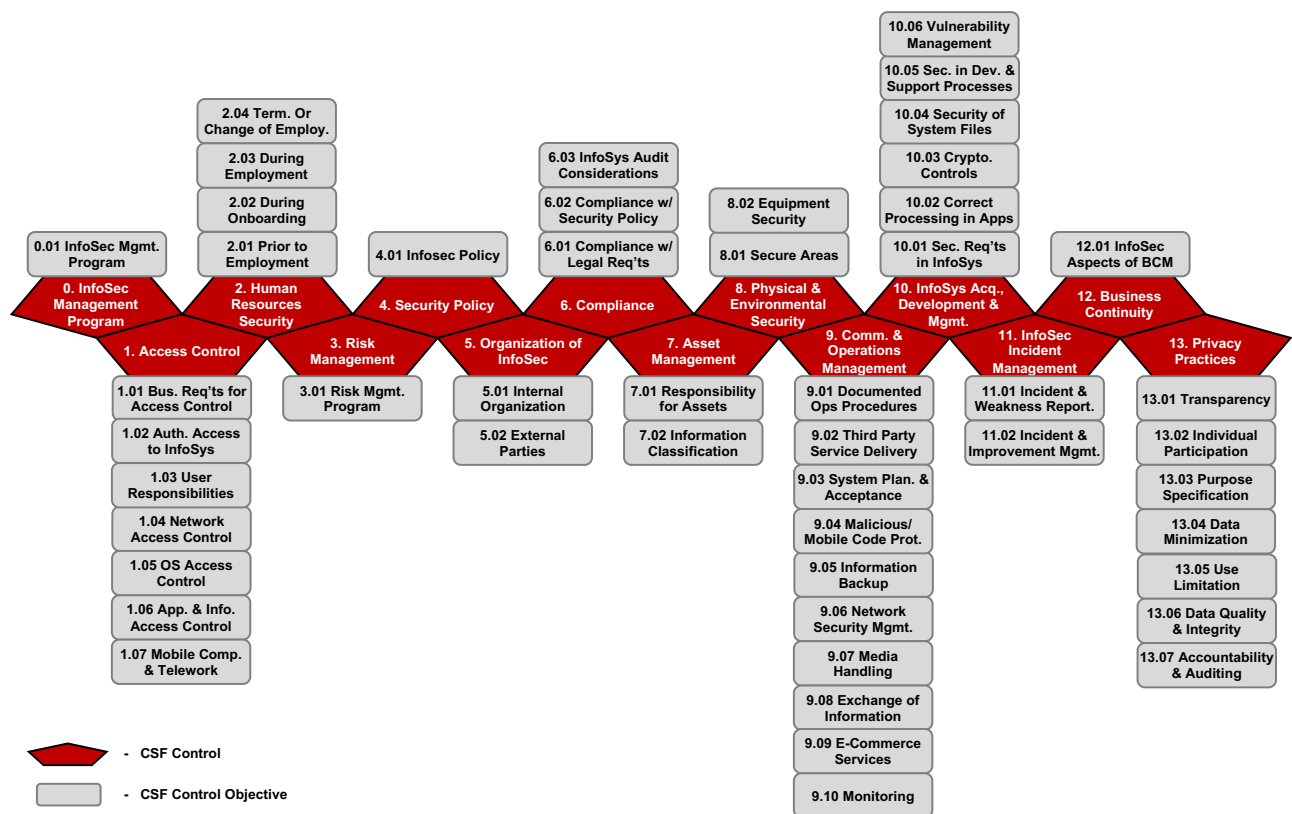 0.01 InfoSec Mgmt.
Program
0. InfoSec
Management
Program
1. Access Control
1.01 Bus. Req'ts for
Access Control
1.02 Auth. Access
to InfoSys
1.03 User
Responsibilities
1.04 Network
Access Control
1.05 OS Access
Control
1.06 App. & Info.
Access Control
1.07 Mobile Comp.
& Telework
2.04 Term. Or
Change of Employ.
2.03 During
Employment
2.02 During
Onboarding
2.01 Prior to
Employment
2. Human
Resources
Security
3. Risk
Management
3.01 Risk Mgmt.
Program
4.01 Infosec Policy
4. Security Policy
5. Organization of
InfoSec
5.01 Internal
Organization
5.02 External
Parties
6.03 InfoSys Audit
Considerations
6.02 Compliance w/
Security Policy
6.01 Compliance w/
Legal Req'ts
6. Compliance
7. Asset
Management
7.01 Responsibility
for Assets
7.02 Information
Classification
8.02 Equipment
Security
8.01 Secure Areas
8. Physical &
Environmental
Security
9. Comm. &
Operations
Management
9.01 Documented
Ops Procedures
9.02 Third Party
Service Delivery
9.03 System Plan. &
Acceptance
9.04 Malicious/
Mobile Code Prot.
9.05 Information
Backup
9.06 Network
Security Mgmt.
9.07 Media
Handling
9.08 Exchange of
Information
9.09 E-Commerce
Services
9.10 Monitoring
10.06 Vulnerability
Management
10.05 Sec. in Dev. &
Support Processes
10.04 Security of
System Files
10.03 Crypto.
Controls
10.02 Correct
Processing in Apps
10.01 Sec. Req'ts
in InfoSys
10. InfoSys Acq.,
Development &
Mgmt.
11. InfoSec
Incident
Management
11.01 Incident &
Weakness Report.
11.02 Incident &
Improvement Mgmt.
12.01 InfoSec
Aspects of BCM
12. Business
Continuity
13. Privacy
Practices
13.01 Transparency
13.02 Individual
Participation
13.03 Purpose
Specification
13.04 Data
Minimization
13.05 Use
Limitation
13.06 Data Quality
& Integrity
13.07 Accountability
& Auditing
- CSF Control
- CSF Control Objective